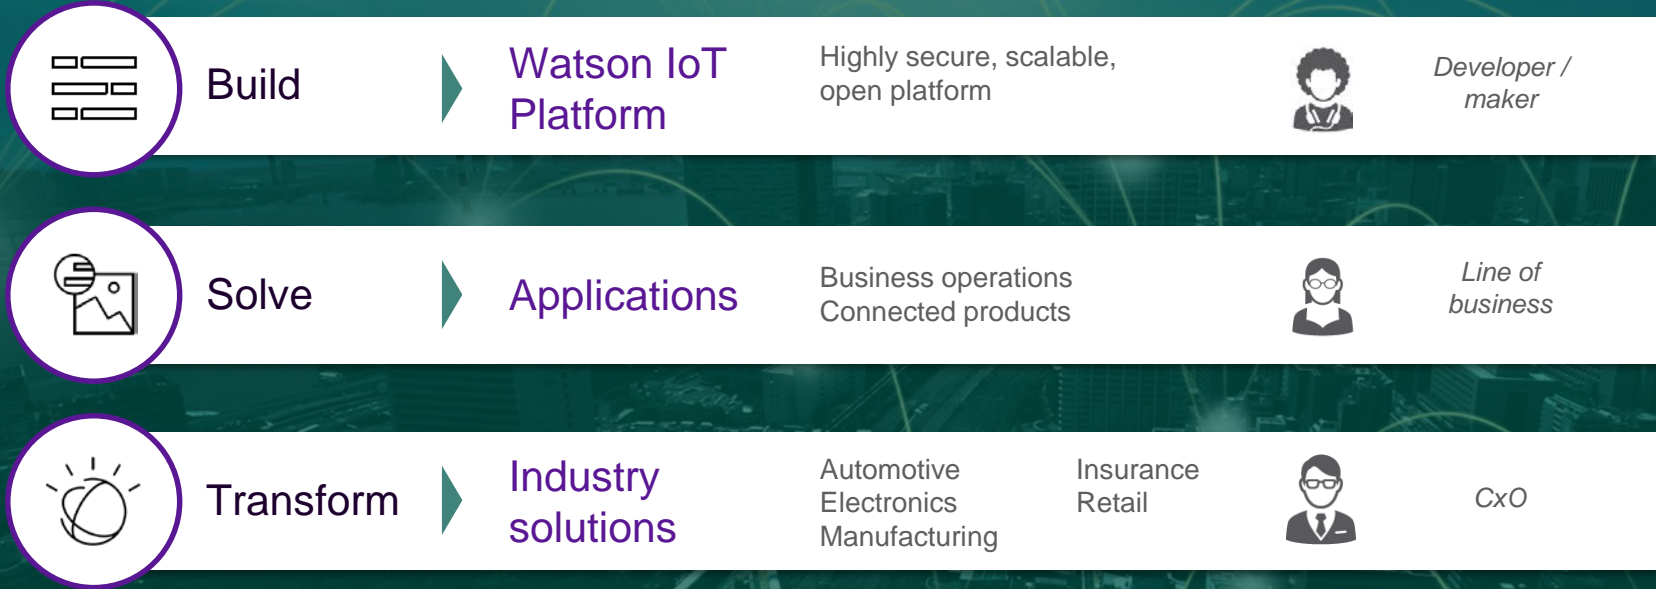 Build
Watson IoT
Platform
Highly secure, scalable,
open platform
Developer /
maker
Solve
Applications
Business operations
Connected products
Line of
business
Transform
Industry
solutions
Automotive
Electronics
Manufacturing
Insurance
Retail
CxO